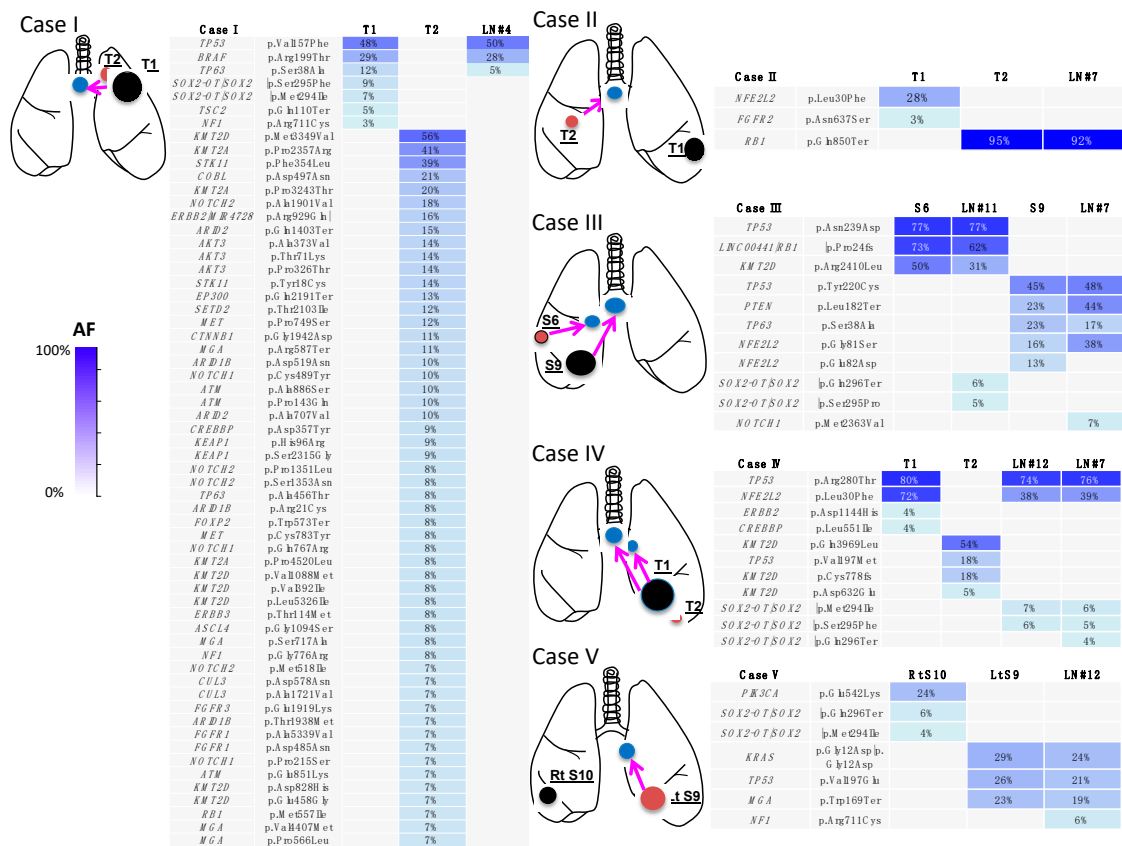 Case I
T2
T1
AF
100%
0%
Case I T1 T2 LN#4
TP53 p.Val157Phe 48% 50%
BRAF p.Arg199Thr 29% 28%
TP63 p.Ser38Ala 12% 5%
SOX2-OT/SOX2 |p.Ser295Phe 9%
SOX2-OT/SOX2 |p.Met294Ile 7%
TSC2 p.Gln110Ter 5%
NF1 p.Arg711Cys 3%
KMT2D p.Met3349Val 56%
KMT2A p.Pro2357Arg 41%
STK11 p.Phe354Leu 39%
COBL p.Asp497Asn 21%
KMT2A p.Pro3243Thr 20%
NOTCH2 p.Ala1901Val 18%
ERBB2/MIR4728 p.Arg929Gln| 16%
ARID2 p.Gln1403Ter 15%
AKT3 p.Ala373Val 14%
AKT3 p.Thr71Lys 14%
AKT3 p.Pro326Thr 14%
STK11 p.Tyr18Cys 14%
EP300 p.Gln2191Ter 13%
SETD2 p.Thr2103Ile 12%
MET p.Pro749Ser 12%
CTNNB1 p.Gly1942Asp 11%
MGA p.Arg587Ter 11%
ARID1B p.Asp519Asn 10%
NOTCH1 p.Cys489Tyr 10%
ATM p.Ala886Ser 10%
ATM p.Pro143Gln 10%
ARID2 p.Ala707Val 10%
CREBBP p.Asp357Tyr 9%
KEAP1 p.His96Arg 9%
KEAP1 p.Ser2315Gly 9%
NOTCH2 p.Pro1351Leu 8%
NOTCH2 p.Ser1353Asn 8%
TP63 p.Ala456Thr 8%
ARID1B p.Arg21Cys 8%
FOXP2 p.Trp573Ter 8%
MET p.Cys783Tyr 8%
NOTCH1 p.Gln767Arg 8%
KMT2A p.Pro4520Leu 8%
KMT2D p.Val1088Met 8%
KMT2D p.Val392Ile 8%
KMT2D p.Leu5326Ile 8%
ERBB3 p.Thr114Met 8%
ASCL4 p.Gly1094Ser 8%
MGA p.Ser717Ala 8%
NF1 p.Gly776Arg 8%
NOTCH2 p.Met518Ile 7%
CUL3 p.Asp578Asn 7%
CUL3 p.Ala1721Val 7%
FGFR3 p.Glu1919Lys 7%
ARID1B p.Thr1938Met 7%
FGFR1 p.Ala5339Val 7%
FGFR1 p.Asp485Asn 7%
NOTCH1 p.Pro215Ser 7%
ATM p.Glu851Lys 7%
KMT2D p.Asp828His 7%
KMT2D p.Glu458Gly 7%
RB1 p.Met557Ile 7%
MGA p.Val4407Met 7%
MGA p.Pro566Leu 7%
Case II
T2
T1
Case II T1 T2 LN#7
NFE2L2 p.Leu30Phe 28%
FGFR2 p.Asn637Ser 3%
RB1 p.Gln850Ter 95% 92%
Case III
S6
S9
Case III S6 LN#11 S9 LN#7
TP53 p.Asn239Asp 77% 77%
LINC00441/RB1 |p.Pro24fs 73% 62%
KMT2D p.Arg2410Leu 50% 31%
TP53 p.Tyr220Cys 45% 48%
PTEN p.Leu182Ter 23% 44%
TP63 p.Ser38Ala 23% 17%
NFE2L2 p.Gly81Ser 16% 38%
NFE2L2 p.Glu82Asp 13%
SOX2-OT/SOX2 |p.Gln296Ter 6%
SOX2-OT/SOX2 |p.Ser295Pro 5%
NOTCH1 p.Met2363Val 7%
Case IV
T1
T2
Case IV T1 T2 LN#12 LN#7
TP53 p.Arg280Thr 80% 74% 76%
NFE2L2 p.Leu30Phe 72% 38% 39%
ERBB2 p.Asp1144His 4%
CREBBP p.Leu551Ile 4%
KMT2D p.Gln3969Leu 54%
TP53 p.Val197Met 18%
KMT2D p.Cys778fs 18%
KMT2D p.Asp632Glu 5%
SOX2-OT/SOX2 |p.Met294Ile 7% 6%
SOX2-OT/SOX2 |p.Ser295Phe 6% 5%
SOX2-OT/SOX2 |p.Gln296Ter 4%
Case V
Rt S10
.t S9
Case V RtS10 LtS9 LN#12
PIK3CA p.Glu542Lys 24%
SOX2-OT/SOX2 |p.Gln296Ter 6%
SOX2-OT/SOX2 |p.Met294Ile 4%
KRAS p.Gly12Asp|p.Gly12Asp 29% 24%
TP53 p.Val197Glu 26% 21%
MGA p.Trp169Ter 23% 19%
NF1 p.Arg711Cys 6%